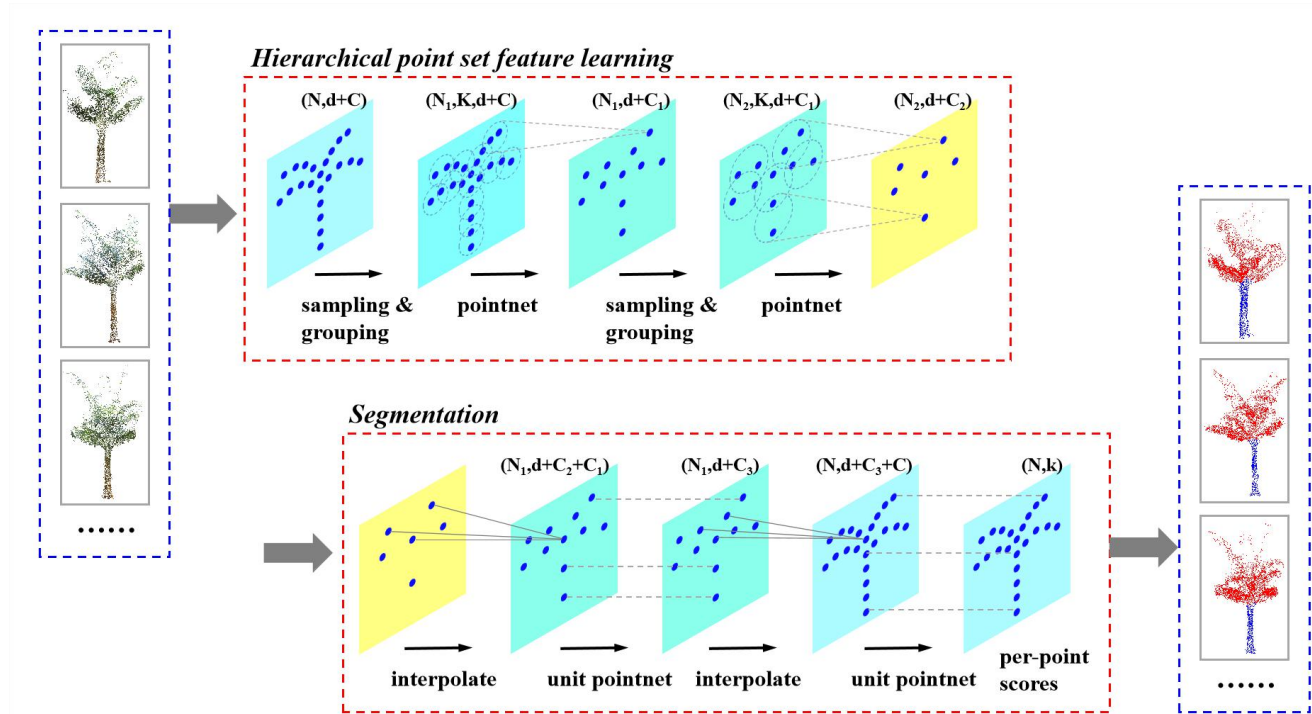 Hierarchical point set feature learning
(N,d+C)
(N₁,K,d+C)
(N₁,d+C₁)
(N₂,K,d+C₁)
(N₂,d+C₂)
sampling &
grouping
pointnet
sampling &
grouping
pointnet
......
Segmentation
(N₁,d+C₂+C₁)
(N₁,d+C₃)
(N,d+C₃+C)
(N,k)
interpolate
unit pointnet
interpolate
unit pointnet
per-point
scores
......